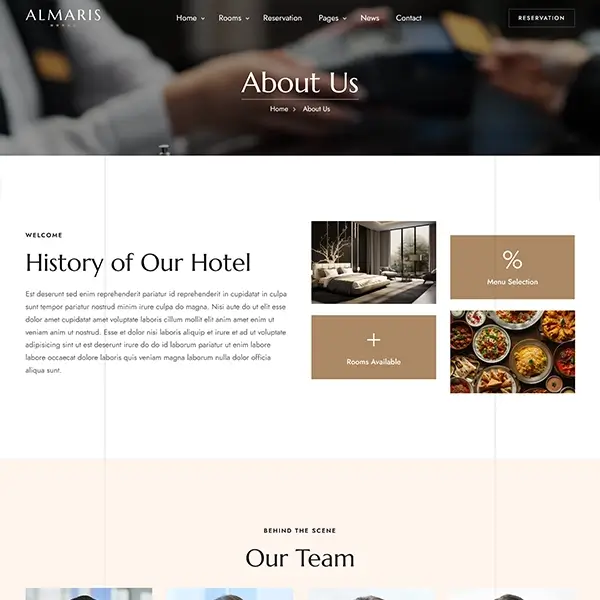 ALMARIS
Home Rooms Reservation Pages News Contact
RESERVATION
About Us
Home > About Us
WELCOME
History of Our Hotel
Est deserunt sed enim reprehenderit pariatur id reprehenderit in cupidatat in culpa
sunt tempor pariatur nostrud minim irure culpa do magna. Nisi aute do ut elit esse
dolor amet cupidatat amet voluptate laboris cillum mollit elit anim amet enim ut
veniam anim ut nostrud. Esse et dolor nisi laboris aliquip et irure et ad ut voluptate
adipisicing sint ut est deserunt irure do do id laborum pariatur ut enim labore
labore occaecat dolore laboris quis veniam magna laborum nulla dolor officia
aliqua sunt.
%
Menu Selection
+
Rooms Available
BEHIND THE SCENE
Our Team